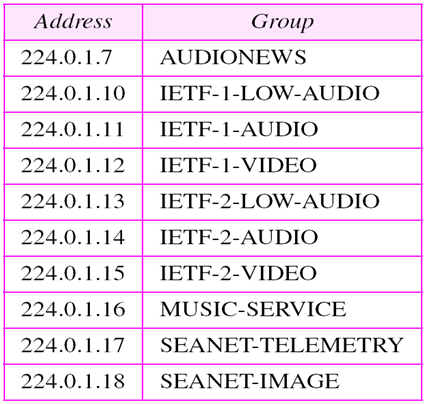 Address Group
224.0.1.7 AUDIONEWS
224.0.1.10 IETF-1-LOW-AUDIO
224.0.1.11 IETF-1-AUDIO
224.0.1.12 IETF-1-VIDEO
224.0.1.13 IETF-2-LOW-AUDIO
224.0.1.14 IETF-2-AUDIO
224.0.1.15 IETF-2-VIDEO
224.0.1.16 MUSIC-SERVICE
224.0.1.17 SEANET-TELEMETRY
224.0.1.18 SEANET-IMAGE